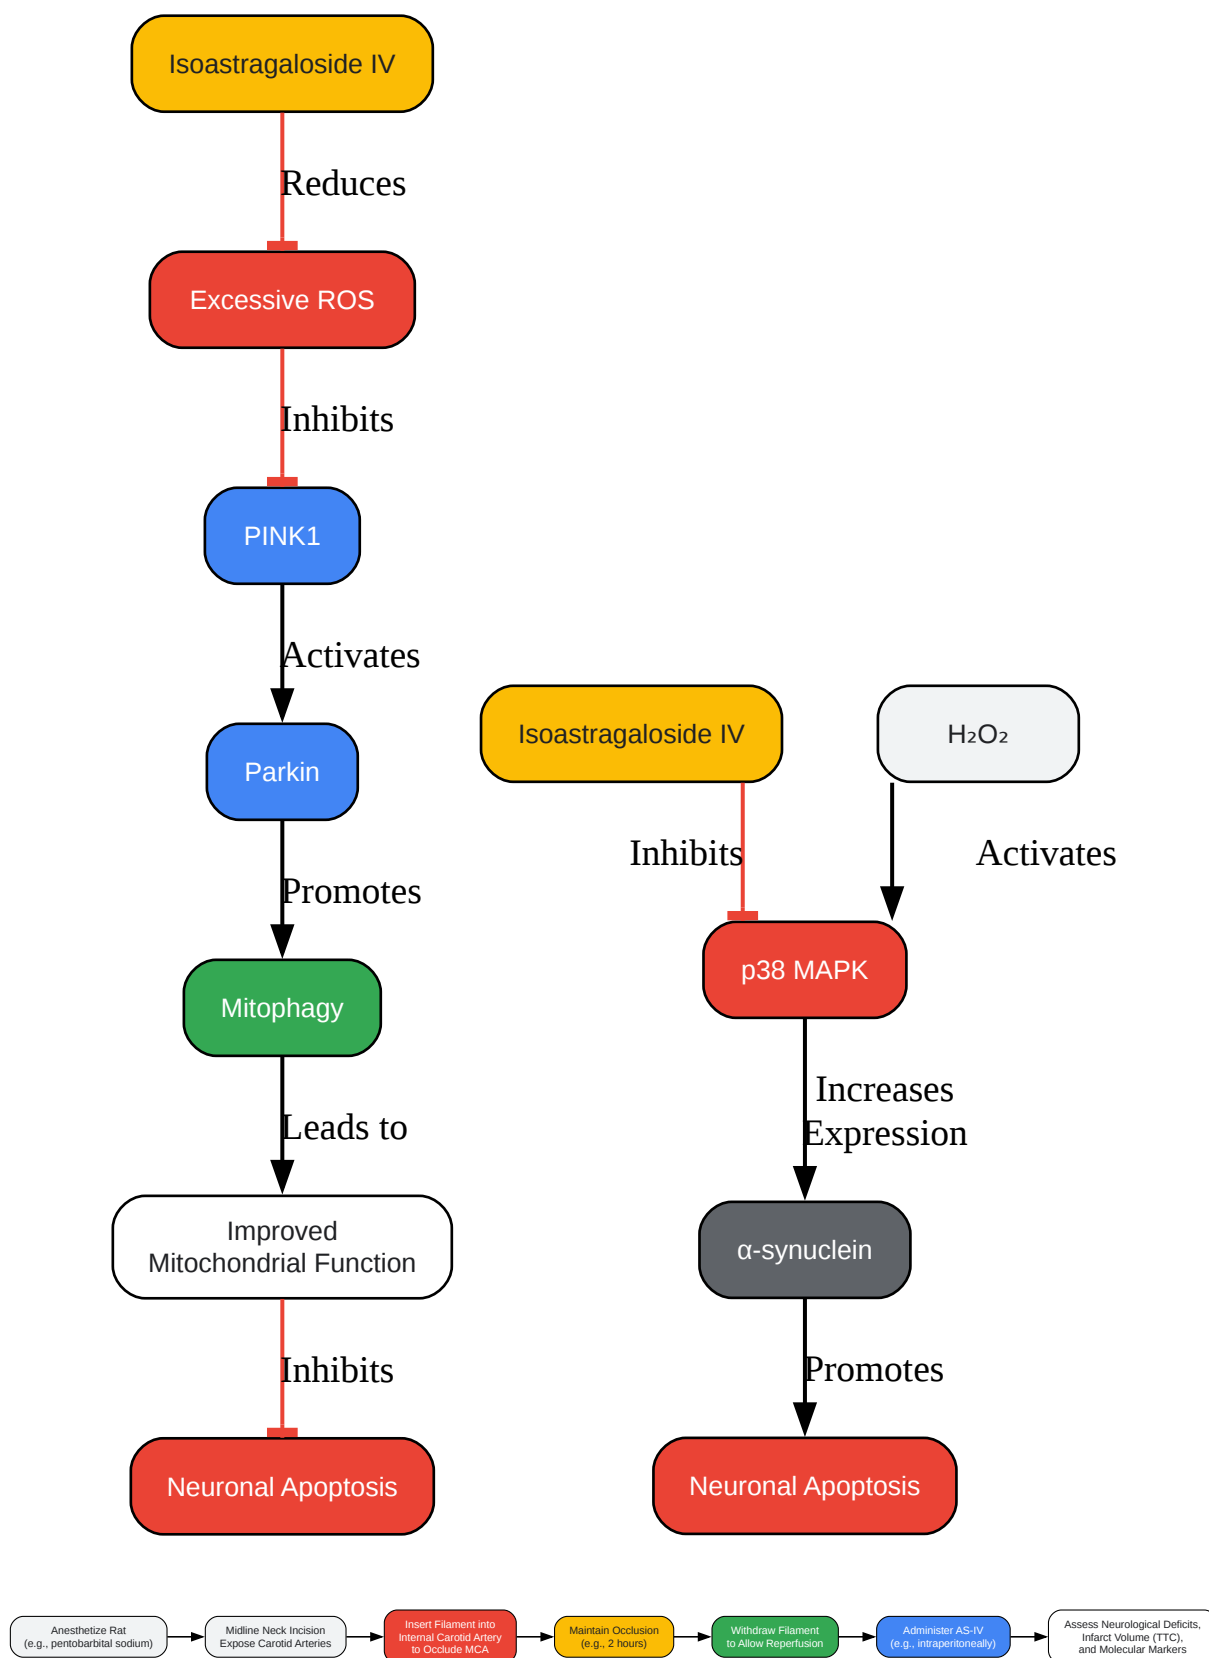 Isoastragaloside IV
Reduces
Excessive ROS
Inhibits
PINK1
Activates
Parkin
Promotes
Mitophagy
Leads to
Improved
Mitochondrial Function
Inhibits
Neuronal Apoptosis
Isoastragaloside IV
H₂O₂
Inhibits
Activates
p38 MAPK
Increases
Expression
α-synuclein
Promotes
Neuronal Apoptosis
Anesthetize Rat
(e.g., pentobarbital sodium)
Midline Neck Incision
Expose Carotid Arteries
Insert Filament into
Internal Carotid Artery
to Occlude MCA
Maintain Occlusion
(e.g., 2 hours)
Withdraw Filament
to Allow Reperfusion
Administer AS-IV
(e.g., intraperitoneally)
Assess Neurological Deficits,
Infarct Volume (TTC),
and Molecular Markers